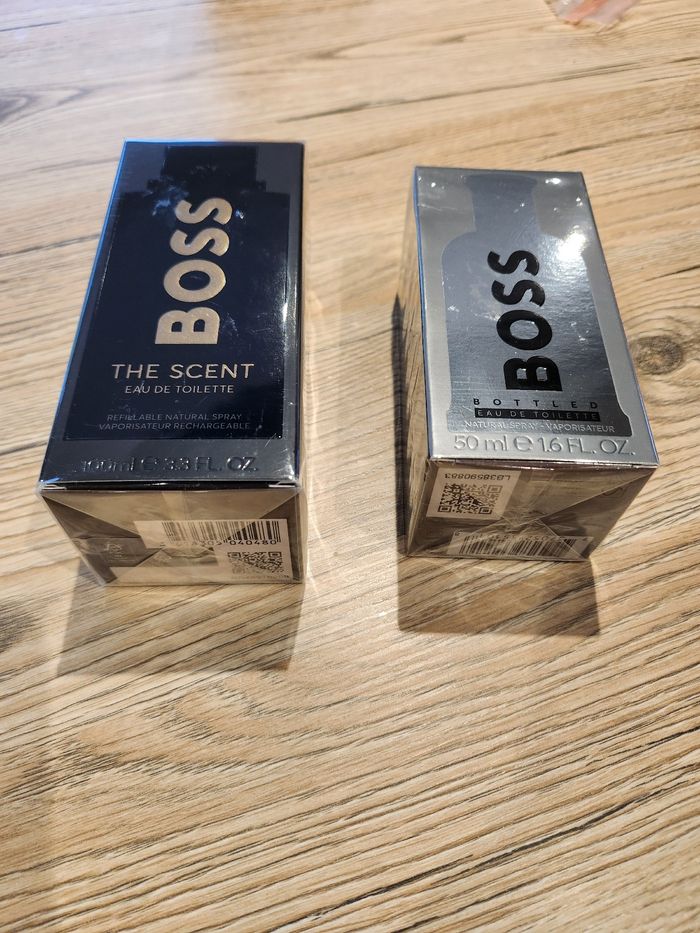 BOSS
THE SCENT
EAU DE TOILETTE
REFILLABLE NATURAL SPRAY
VAPORISATEUR RECHARGEABLE
100ml ℮ 3.3 FL. OZ.
BOSS
BOTTLED
EAU DE TOILETTE
NATURAL SPRAY - VAPORISATEUR
50 ml ℮ 1.6 FL. OZ.
LB38590883